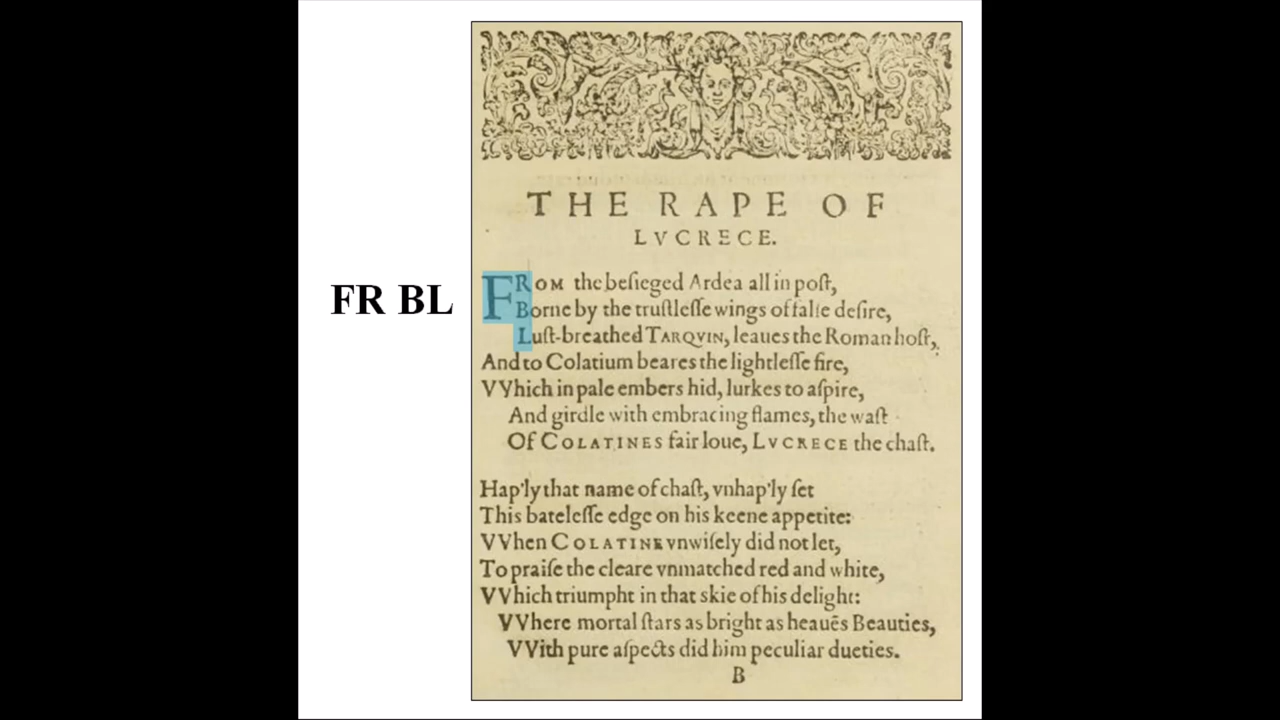 FR BL
THE RAPE OF
LVCRECE.
FROM the besieged Ardea all in post,
Borne by the trustlesse wings of false desire,
Lust-breathed TARQVIN, leaues the Roman host,
And to Colatium beares the lightlesse fire,
VVhich in pale embers hid, lurkes to aspire,
And girdle with embracing flames, the wast
Of COLATINES fair loue, LVCRECE the chast.
Hap'ly that name of chast, vnhap'ly set
This batelesse edge on his keene appetite:
VVhen COLATINE vnwisely did not let,
To praise the cleare vnmatched red and white,
VVhich triumpht in that skie of his delight:
VVhere mortal stars as bright as heauēs Beauties,
VVith pure aspects did him peculiar dueties.
B